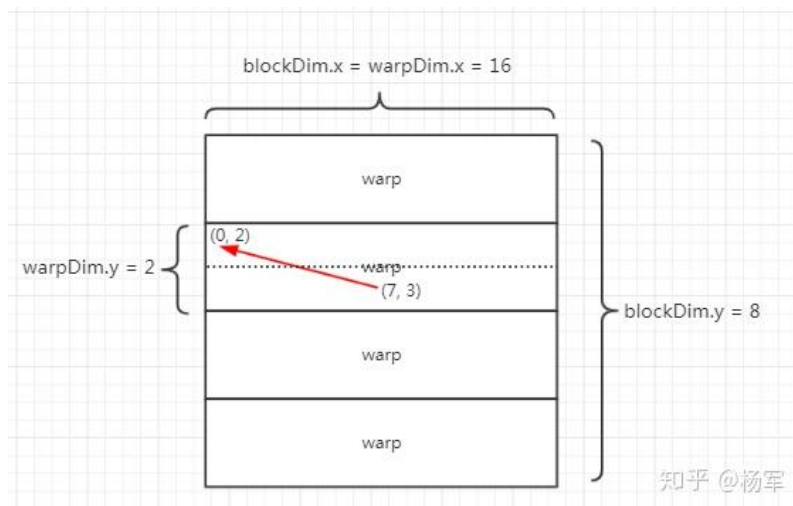 blockDim.x = warpDim.x = 16
warp
(0, 2)
warpDim.y = 2
warp
(7, 3)
blockDim.y = 8
warp
warp
知乎 @杨军